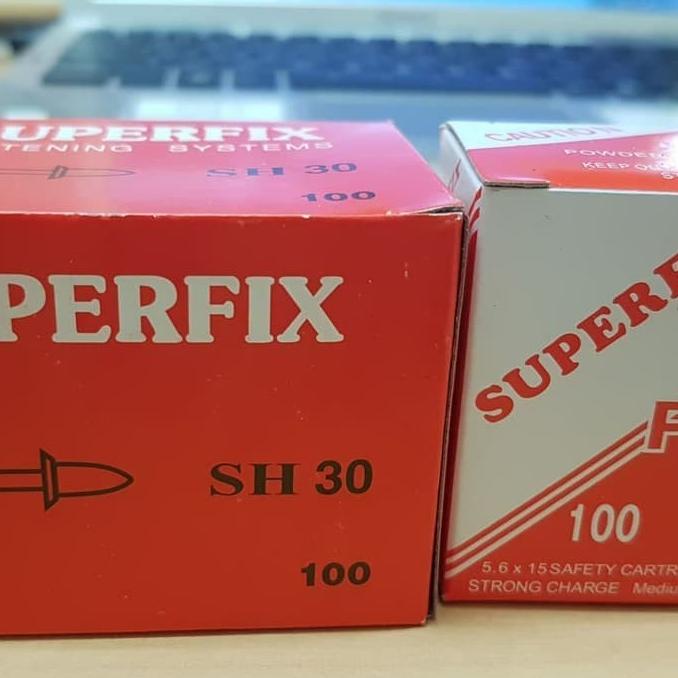 UPERFIX
TENING SYSTEMS
SH 30
100
PERFIX
SH 30
100
CAUTION
POWDE
KEEP OU
SUPERF
100
5.6 x 15 SAFETY CARTR
STRONG CHARGE Mediu